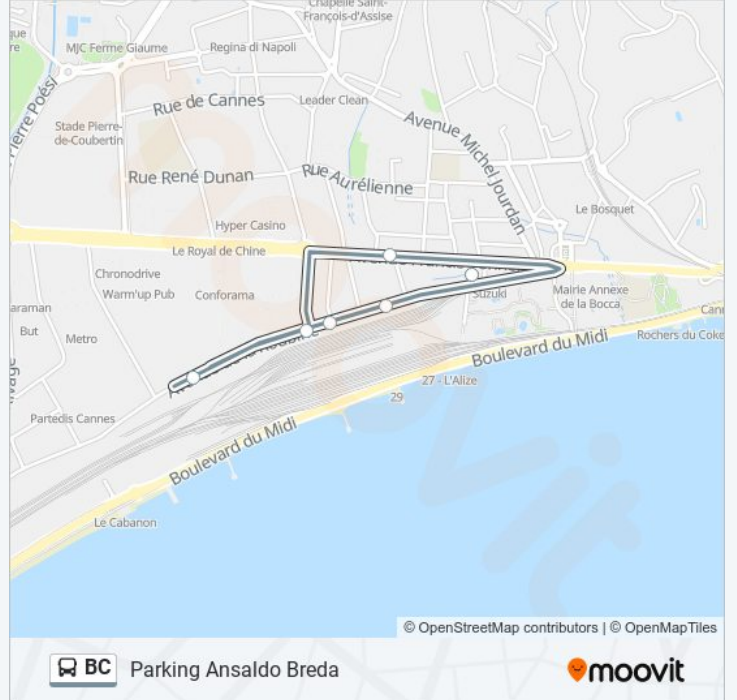 Chapelle Saint-
François-d'Assise
MJC Ferme Giaume
Regina di Napoli
Leader Clean
Rue de Cannes
Avenue Michel Jourdan
Stade Pierre-
de-Coubertin
Rue René Dunan
Rue Aurélienne
Le Bosquet
Hyper Casino
Le Royal de Chine
Chronodrive
Warm'up Pub
Conforama
Suzuki
Mairie Annexe
de la Bocca
But
Metro
Rochers du
Boulevard du Midi
27 - L'Alize
29
Partedis Cannes
Boulevard du Midi
Le Cabanon
© OpenStreetMap contributors | © OpenMapTiles
BC Parking Ansaldo Breda
moovit